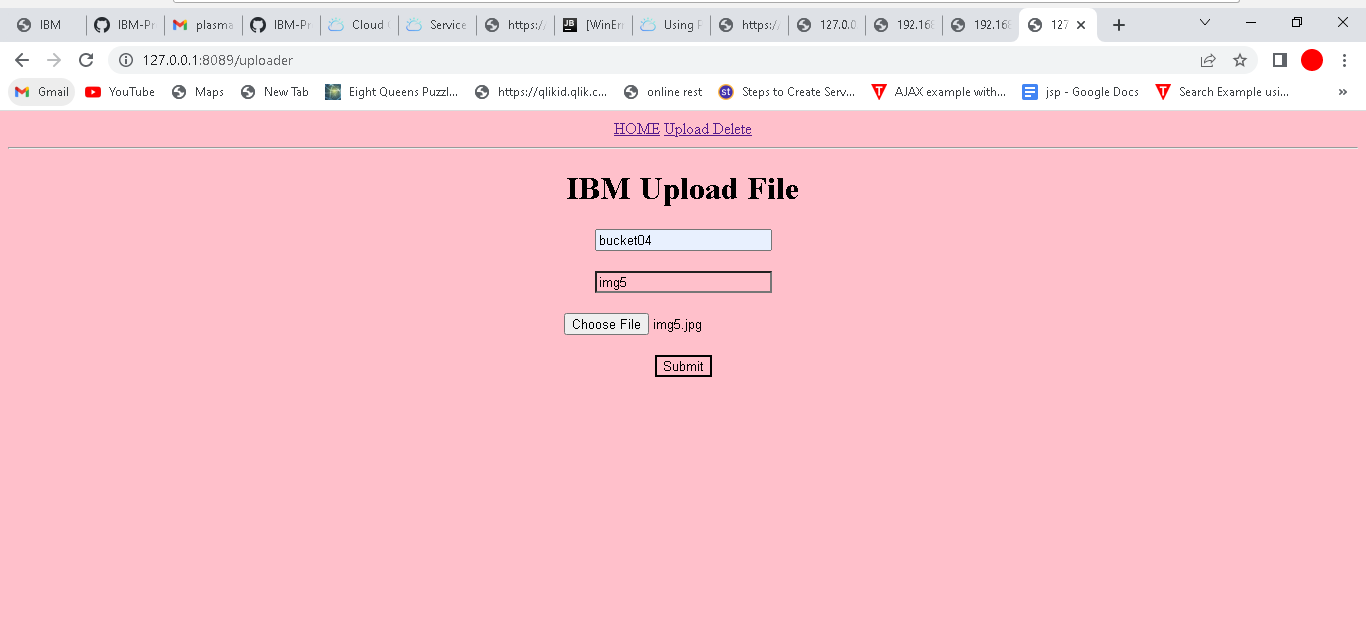 IBM IBM-Pr plasma IBM-Pr Cloud Service https:/ [WinErr Using F https:/ 127.0.0 192.168 192.168 127
127.0.0.1:8089/uploader
Gmail YouTube Maps New Tab Eight Queens Puzzl... https://qlikid.qlik.c... online rest st Steps to Create Serv... AJAX example with... jsp - Google Docs Search Example usi... »
HOME Upload Delete
IBM Upload File
bucket04
img5
Choose File img5.jpg
Submit